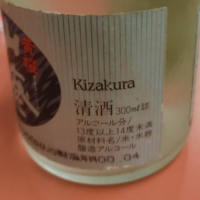 Kizakura
清酒 300ml詰
アルコール分/
13度以上14度未満
原材料名/米・米麹
醸造アルコール